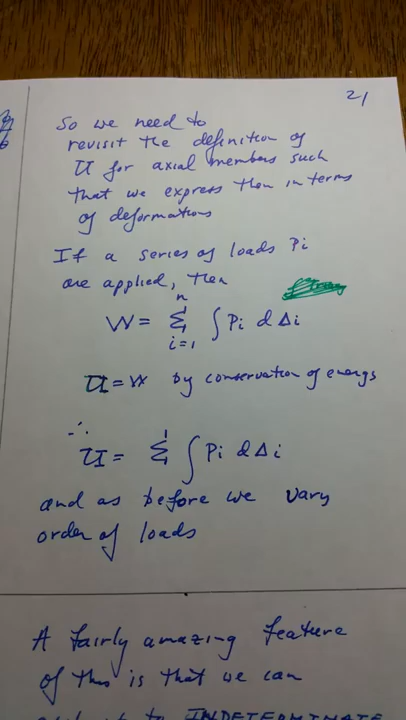 21
So we need to
revisit the definition of
U for axial members such
that we express them in terms
of deformations
If a series of loads Pi
are applied, then
W = Σ_{i=1}^{n} ∫ Pi dΔi
U = W by conservation of energy
∴
U = Σ ∫ Pi dΔi
and as before we vary
order of loads
A fairly amazing feature
of this is that we can
INDETERMINATE